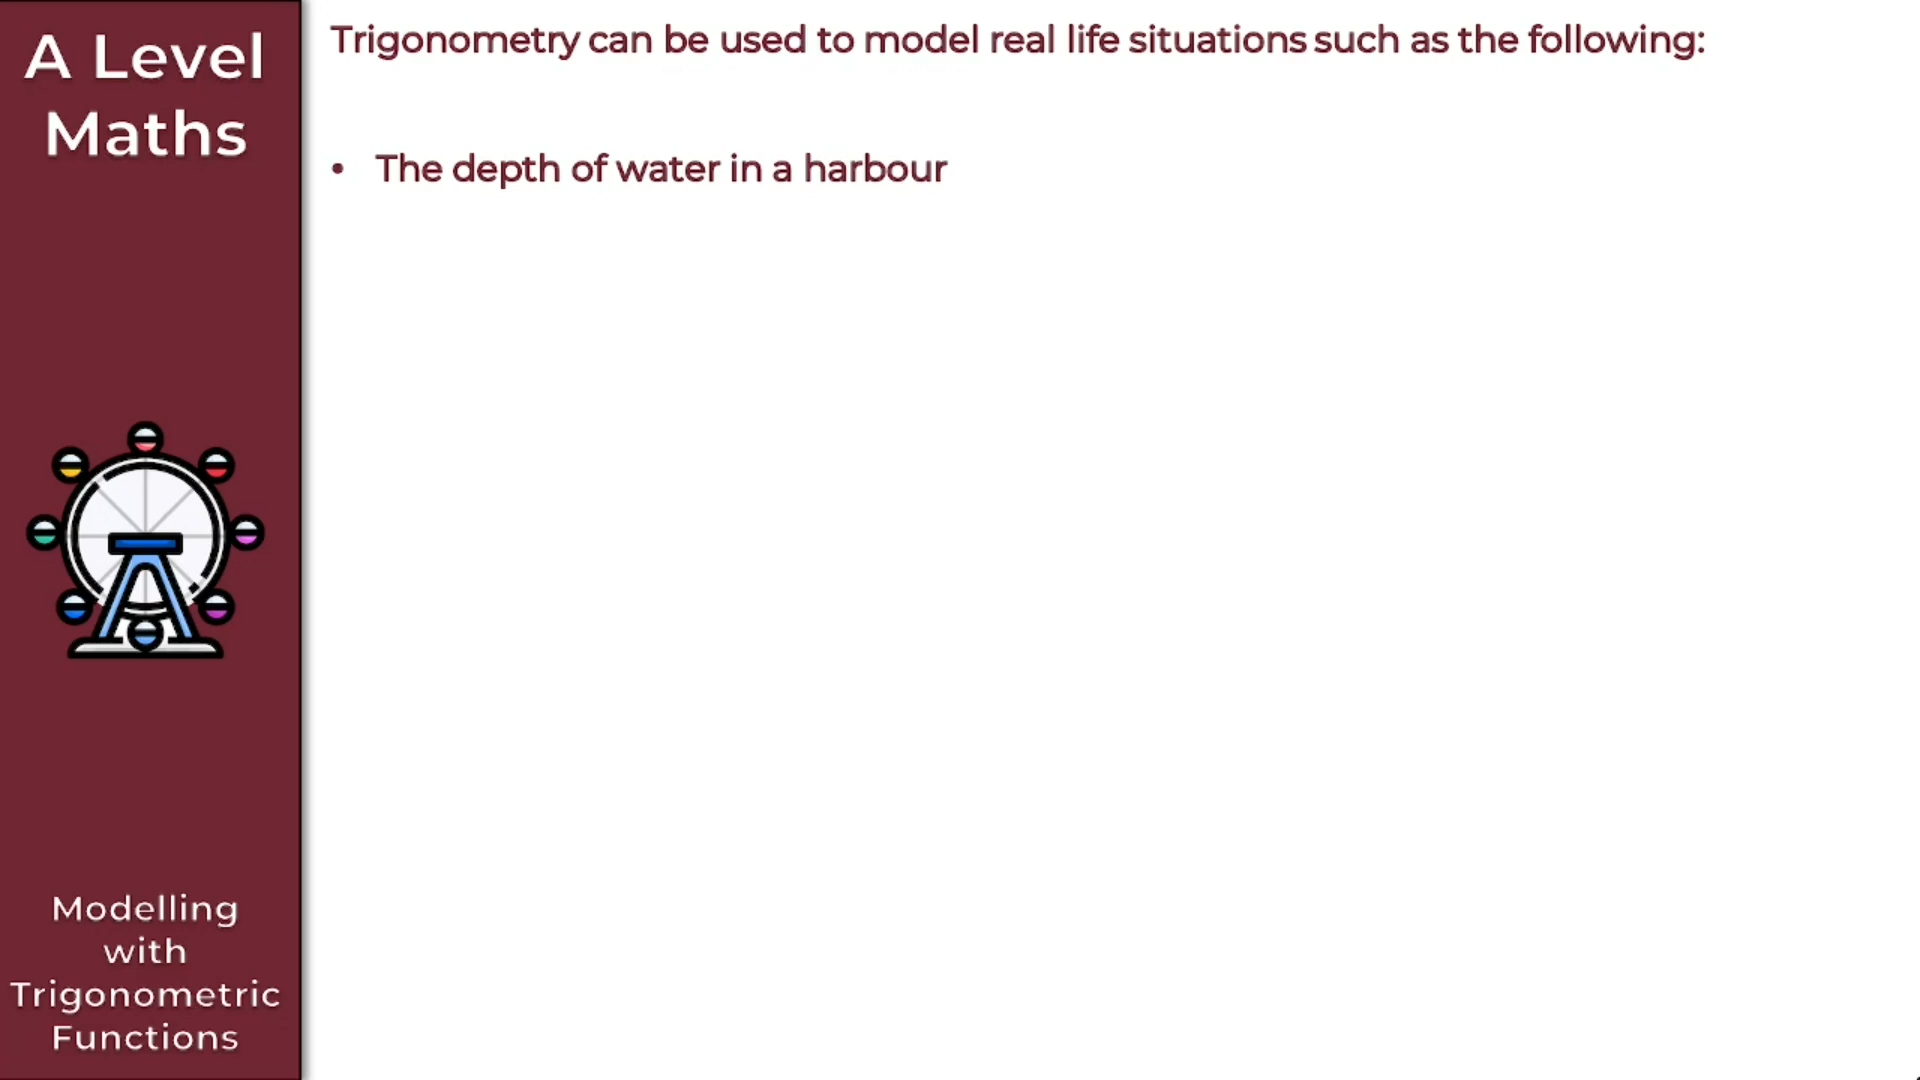 A Level
Maths
Trigonometry can be used to model real life situations such as the following:
• The depth of water in a harbour
Modelling
with
Trigonometric
Functions